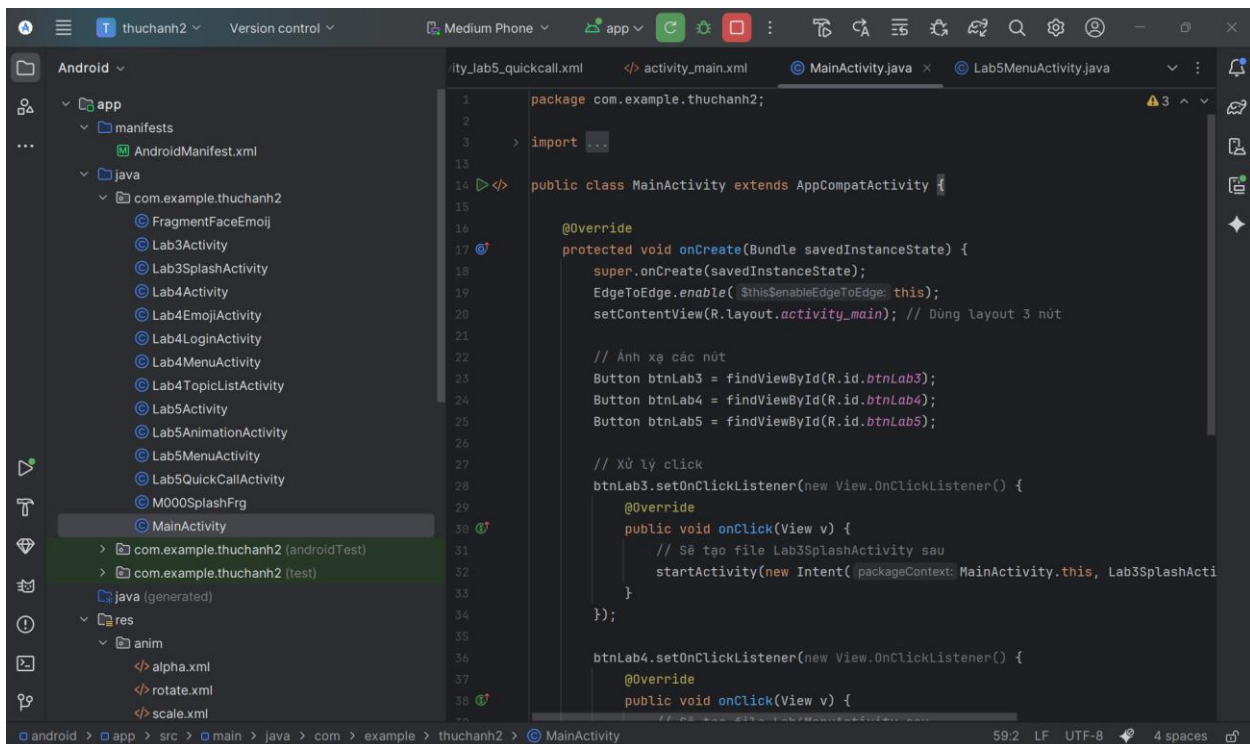 T thuchanh2 Version control Medium Phone app
Android
app
manifests
AndroidManifest.xml
java
com.example.thuchanh2
FragmentFaceEmoij
Lab3Activity
Lab3SplashActivity
Lab4Activity
Lab4EmojiActivity
Lab4LoginActivity
Lab4MenuActivity
Lab4TopicListActivity
Lab5Activity
Lab5AnimationActivity
Lab5MenuActivity
Lab5QuickCallActivity
M000SplashFrg
MainActivity
com.example.thuchanh2 (androidTest)
com.example.thuchanh2 (test)
java (generated)
res
anim
alpha.xml
rotate.xml
scale.xml
ity_lab5_quickcall.xml activity_main.xml MainActivity.java Lab5MenuActivity.java
3
1 package com.example.thuchanh2;
2
3 import ...
13
14 public class MainActivity extends AppCompatActivity {
15
16 @Override
17 protected void onCreate(Bundle savedInstanceState) {
18 super.onCreate(savedInstanceState);
19 EdgeToEdge.enable( $this$enableEdgeToEdge: this);
20 setContentView(R.layout.activity_main); // Dùng layout 3 nút
21
22 // Ánh xạ các nút
23 Button btnLab3 = findViewById(R.id.btnLab3);
24 Button btnLab4 = findViewById(R.id.btnLab4);
25 Button btnLab5 = findViewById(R.id.btnLab5);
26
27 // Xử lý click
28 btnLab3.setOnClickListener(new View.OnClickListener() {
29 @Override
30 public void onClick(View v) {
31 // Sẽ tạo file Lab3SplashActivity sau
32 startActivity(new Intent( packageContext: MainActivity.this, Lab3SplashActi
33 }
34 });
35
36 btnLab4.setOnClickListener(new View.OnClickListener() {
37 @Override
38 public void onClick(View v) {
android > app > src > main > java > com > example > thuchanh2 > MainActivity 59:2 LF UTF-8 4 spaces